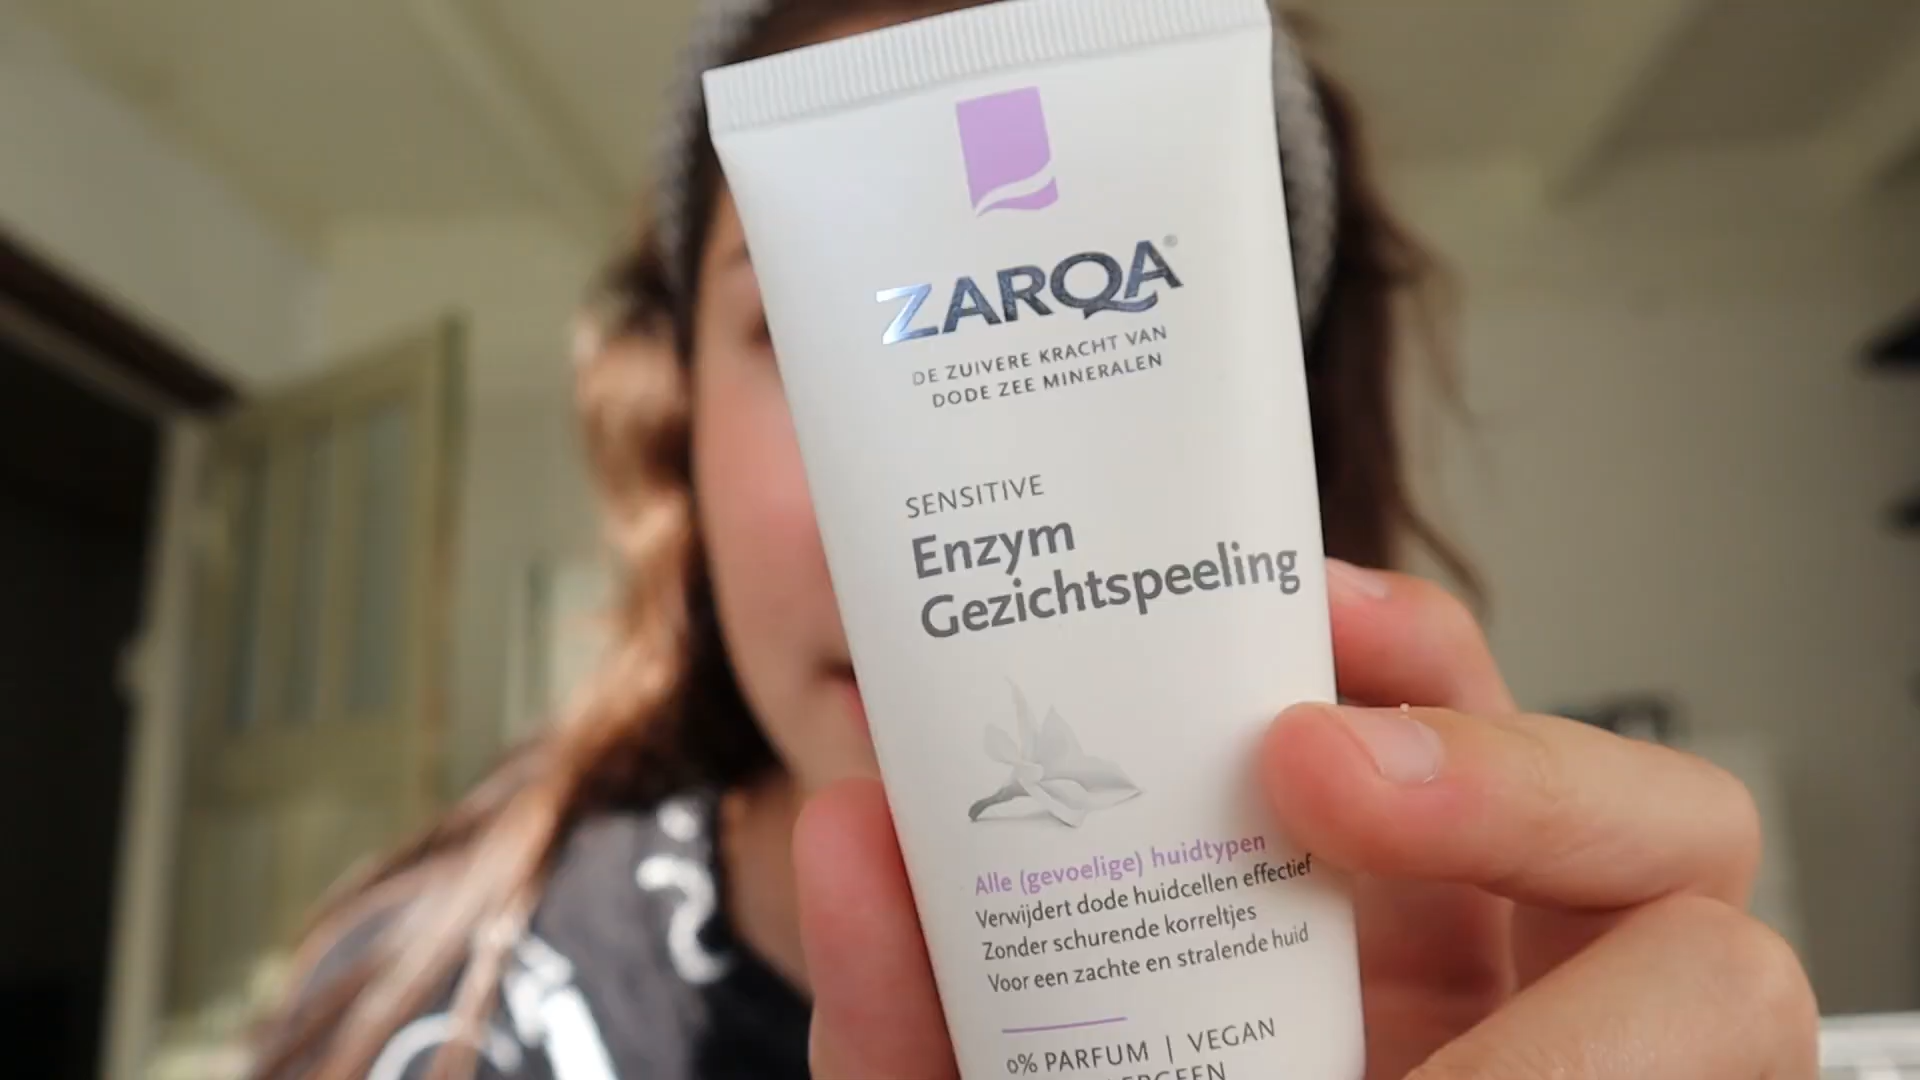 ZARQA®
DE ZUIVERE KRACHT VAN
DODE ZEE MINERALEN
SENSITIVE
Enzym
Gezichtspeeling
Alle (gevoelige) huidtypen
Verwijdert dode huidcellen effectief
Zonder schurende korreltjes
Voor een zachte en stralende huid
0% PARFUM | VEGAN